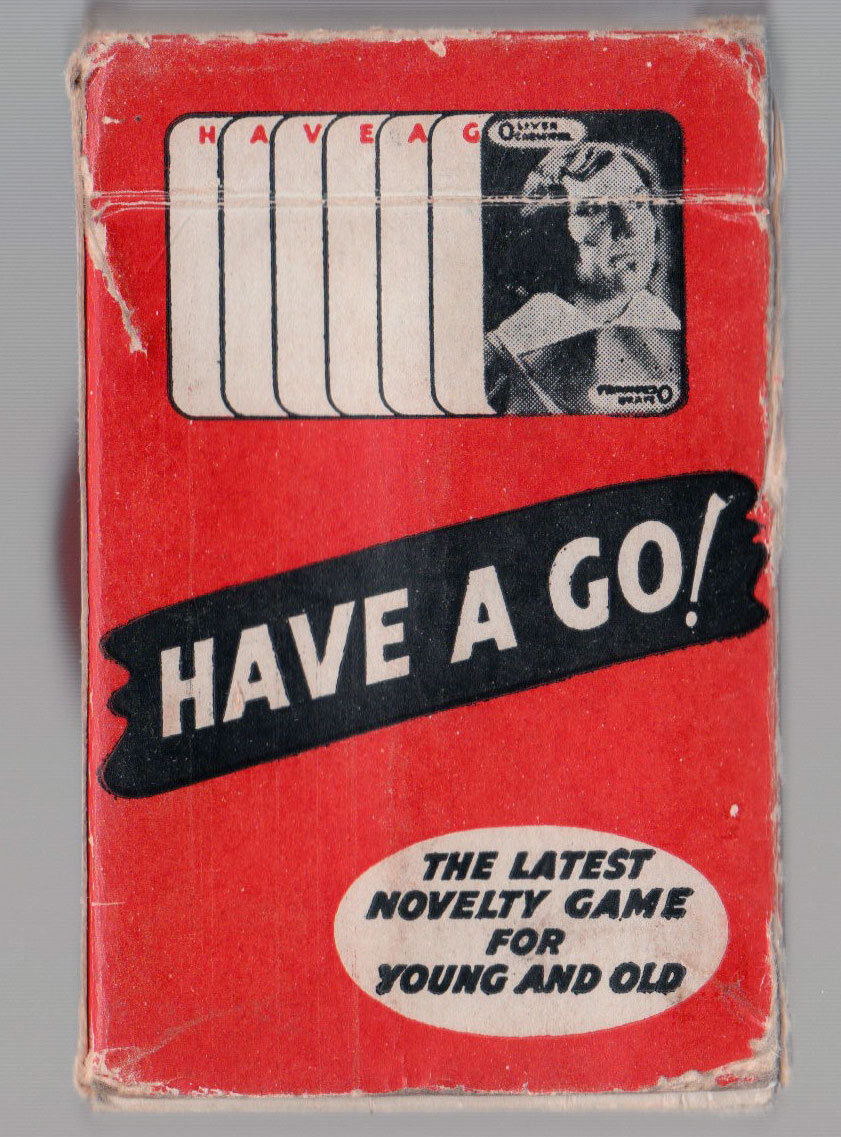 H A V E A G
OLIVER
CROMWELL
HAVE A GO!
THE LATEST
NOVELTY GAME
FOR
YOUNG AND OLD